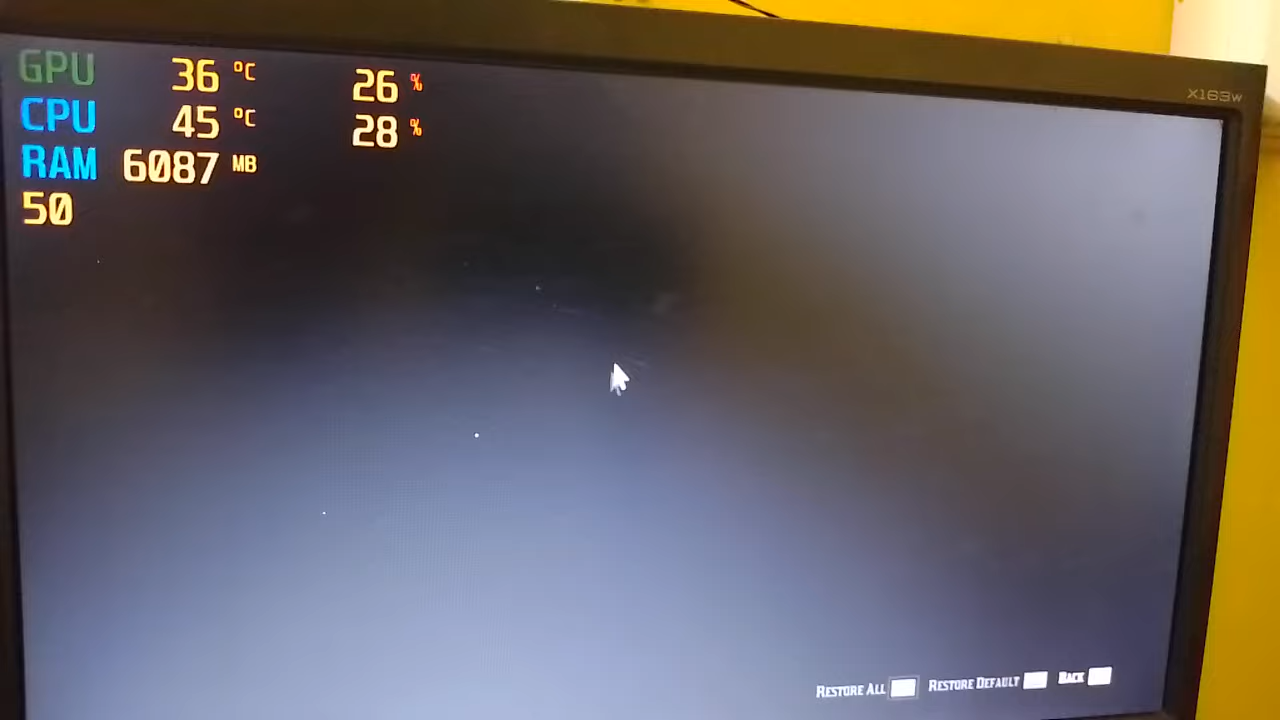 X163W
GPU 36 °C 26 %
CPU 45 °C 28 %
RAM 6087 MB
50
RESTORE ALL RESTORE DEFAULT BACK